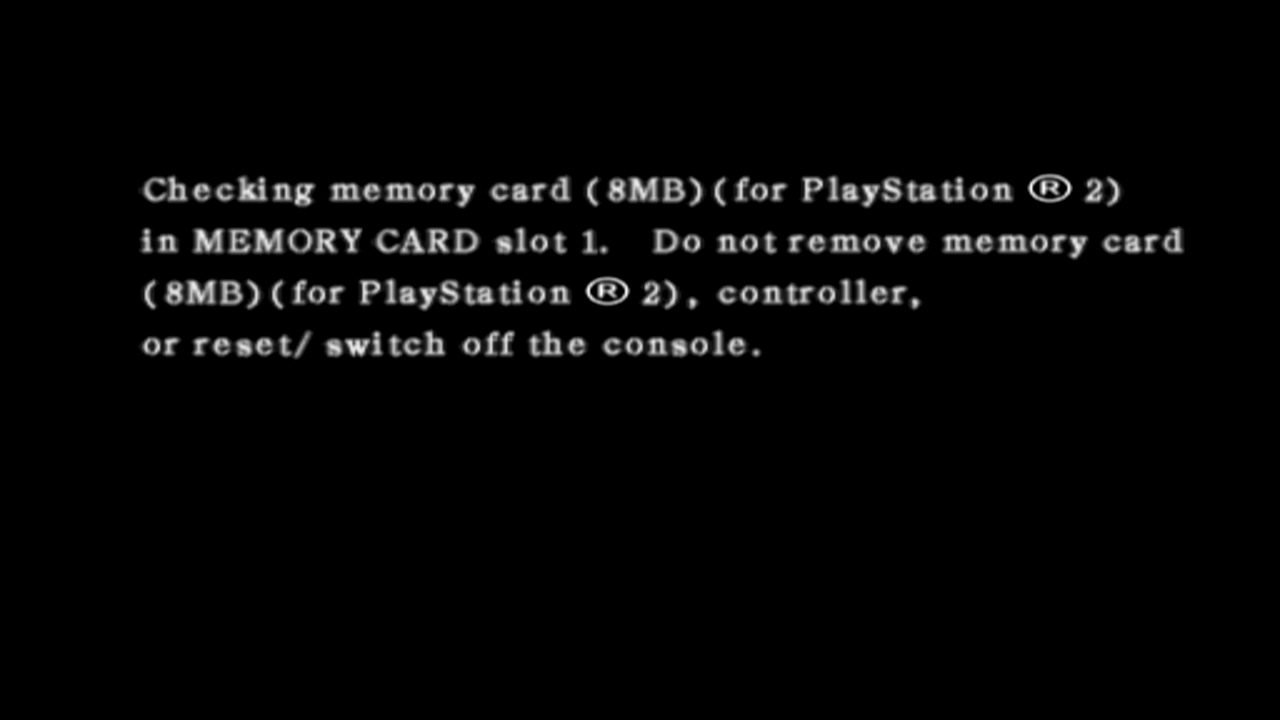 Checking memory card (8MB)(for PlayStation ® 2)
in MEMORY CARD slot 1. Do not remove memory card
(8MB)(for PlayStation ® 2), controller,
or reset/ switch off the console.